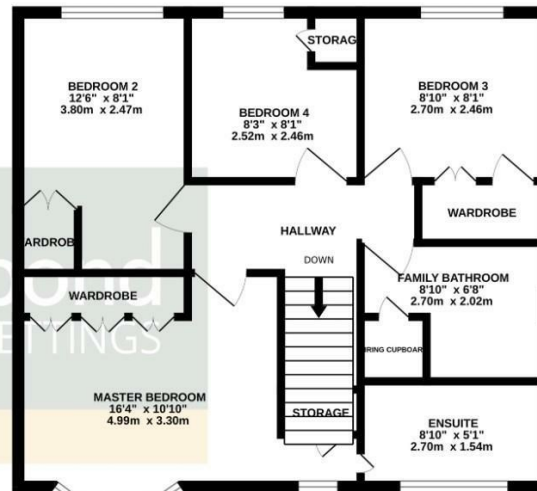 STORAG
BEDROOM 2
12'6" x 8'1"
3.80m x 2.47m
BEDROOM 4
8'3" x 8'1"
2.52m x 2.46m
BEDROOM 3
8'10" x 8'1"
2.70m x 2.46m
WARDROBE
HALLWAY
DOWN
ARDROB
WARDROBE
FAMILY BATHROOM
8'10" x 6'8"
2.70m x 2.02m
IRING CUPBOAR
MASTER BEDROOM
16'4" x 10'10"
4.99m x 3.30m
STORAGE
ENSUITE
8'10" x 5'1"
2.70m x 1.54m
pond
ETTINGS